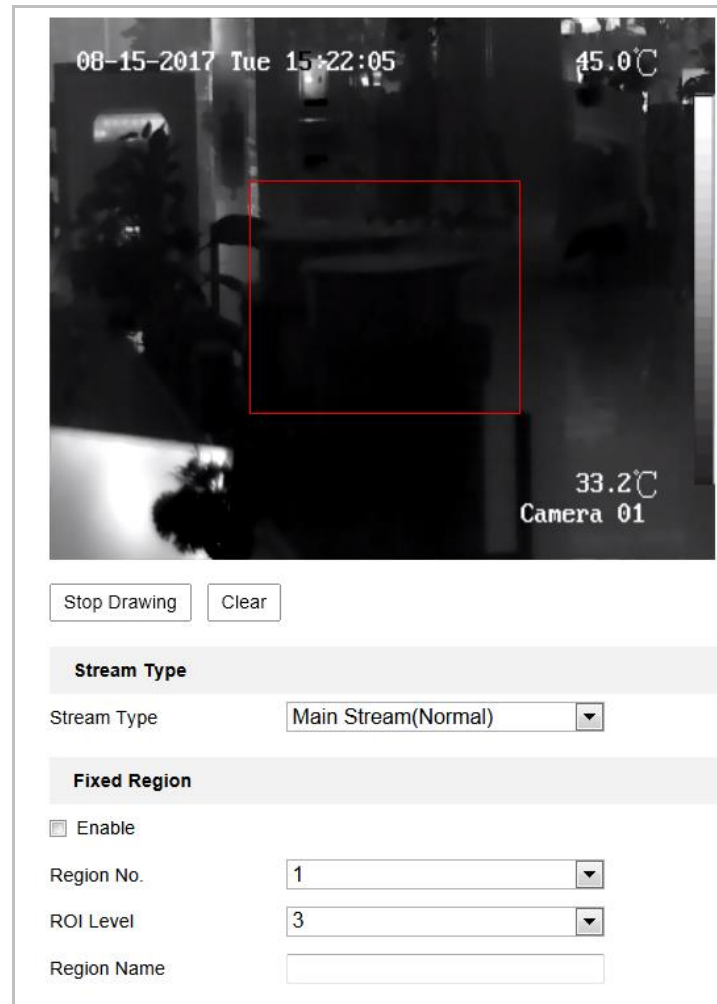 08-15-2017 Tue 15:22:05
45.0℃
33.2℃
Camera 01
Stop Drawing
Clear
Stream Type
Stream Type
Main Stream(Normal)
Fixed Region
Enable
Region No.
1
ROI Level
3
Region Name